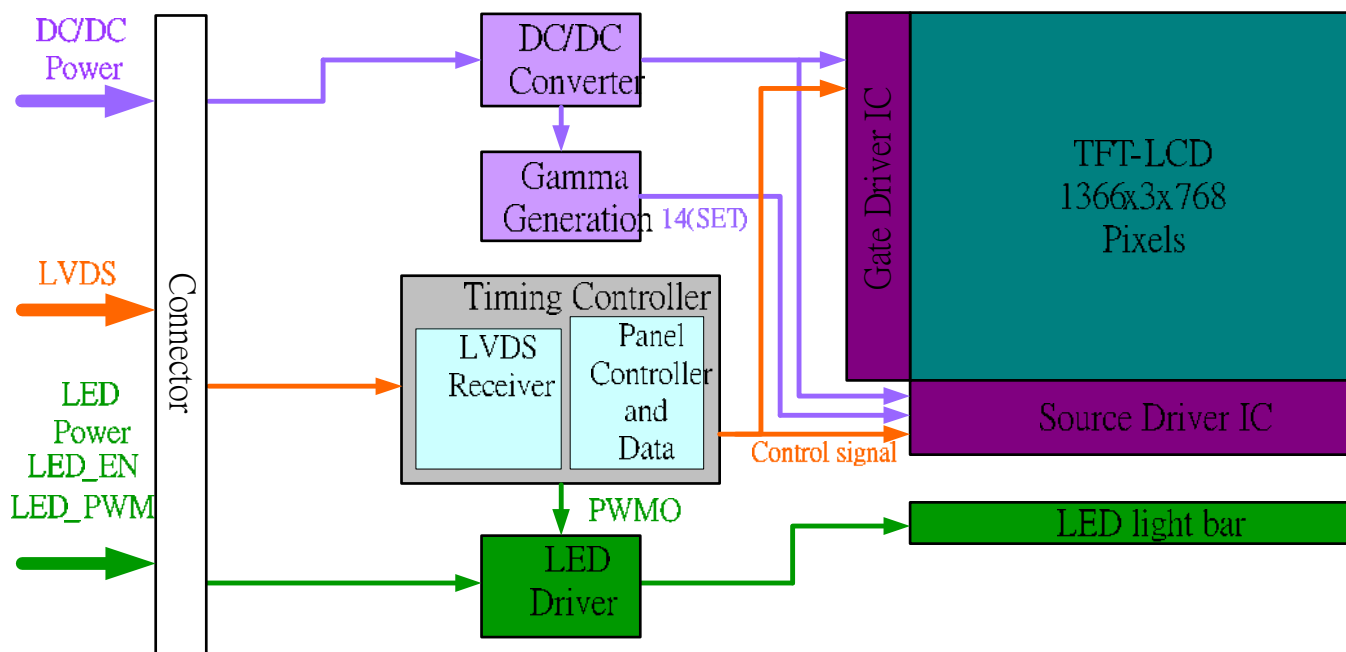 DC/DC
Power
LVDS
LED
Power
LED_EN
LED_PWM
Connector
DC/DC
Converter
Gamma
Generation
14(SET)
Timing Controller
LVDS
Receiver
Panel
Controller
and
Data
Control signal
PWMO
LED
Driver
Gate Driver IC
TFT-LCD
1366x3x768
Pixels
Source Driver IC
LED light bar